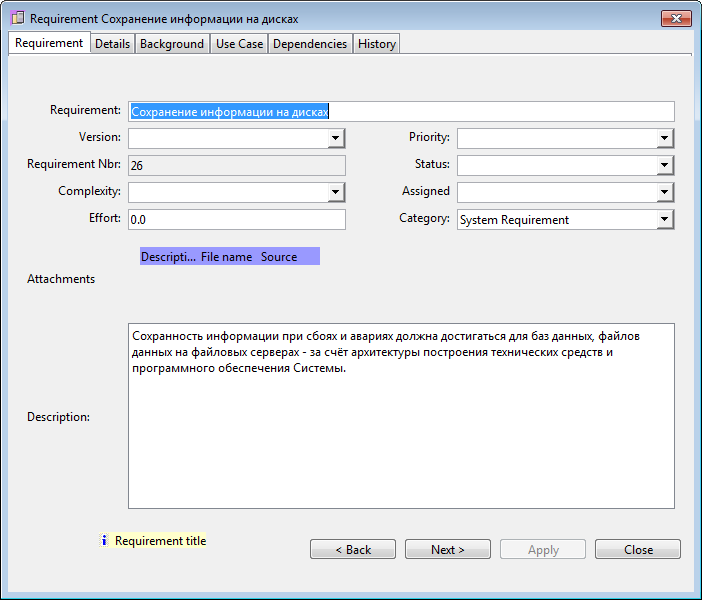 Requirement Сохранение информации на дисках
Requirement Details Background Use Case Dependencies History
Requirement: Сохранение информации на дисках
Version: Priority:
Requirement Nbr: 26 Status:
Complexity: Assigned
Effort: 0.0 Category: System Requirement
Descripti... File name Source
Attachments
Сохранность информации при сбоях и авариях должна достигаться для баз данных, файлов
данных на файловых серверах - за счёт архитектуры построения технических средств и
программного обеспечения Системы.
Description:
Requirement title
< Back Next > Apply Close